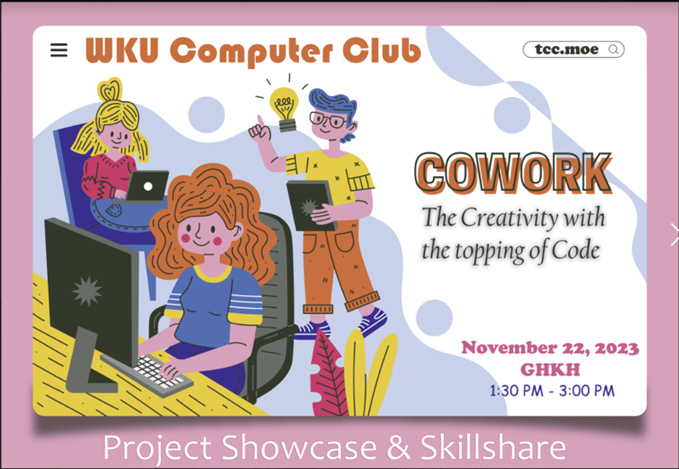 WKU Computer Club
tcc.moe
COWORK
The Creativity with
the topping of Code
November 22, 2023
GHKH
1:30 PM - 3:00 PM
Project Showcase & Skillshare